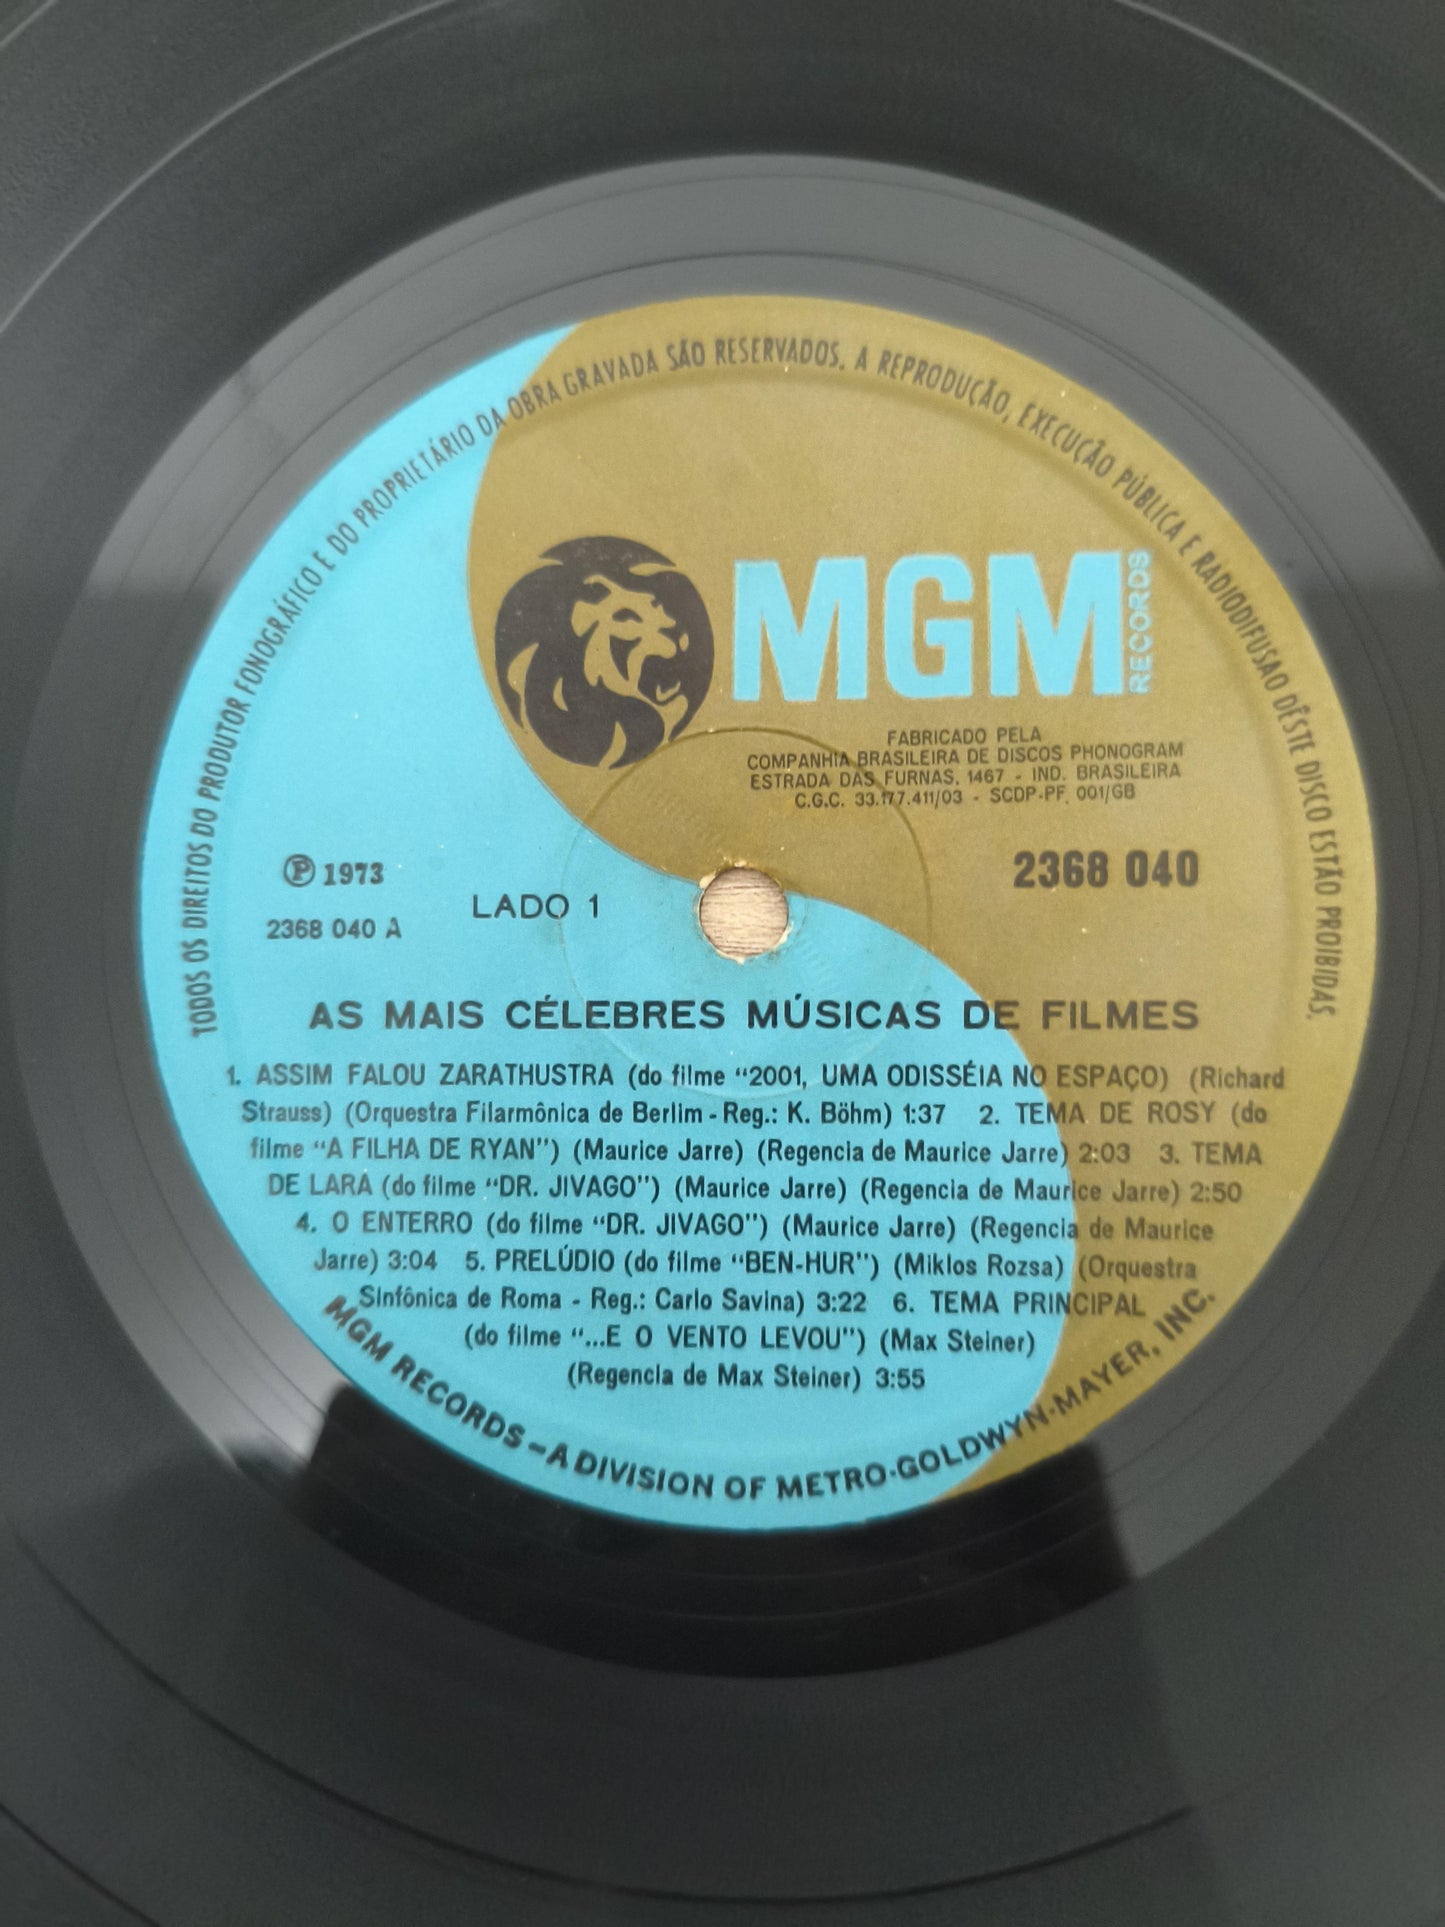 TODOS OS DIREITOS DO PRODUTOR FONOGRÁFICO E DO PROPRIETÁRIO DA OBRA GRAVADA SÃO RESERVADOS. A REPRODUÇÃO, EXECUÇÃO PÚBLICA E RADIODIFUSAO DÊSTE DISCO ESTÃO PROIBIDAS.
MGM RECORDS
FABRICADO PELA
COMPANHIA BRASILEIRA DE DISCOS PHONOGRAM
ESTRADA DAS FURNAS, 1467 - IND. BRASILEIRA
C.G.C. 33.177.411/03 - SCDP-PF. 001/GB
Ⓟ 1973
LADO 1
2368 040
2368 040 A
AS MAIS CÉLEBRES MÚSICAS DE FILMES
1. ASSIM FALOU ZARATHUSTRA (do filme “2001, UMA ODISSÉIA NO ESPAÇO) (Richard
Strauss) (Orquestra Filarmônica de Berlim - Reg.: K. Böhm) 1:37 2. TEMA DE ROSY (do
filme “A FILHA DE RYAN”) (Maurice Jarre) (Regencia de Maurice Jarre) 2:03 3. TEMA
DE LARA (do filme “DR. JIVAGO”) (Maurice Jarre) (Regencia de Maurice Jarre) 2:50
4. O ENTERRO (do filme “DR. JIVAGO”) (Maurice Jarre) (Regencia de Maurice
Jarre) 3:04 5. PRELÚDIO (do filme “BEN-HUR”) (Miklos Rozsa) (Orquestra
Sinfônica de Roma - Reg.: Carlo Savina) 3:22 6. TEMA PRINCIPAL
(do filme “...E O VENTO LEVOU”) (Max Steiner)
(Regencia de Max Steiner) 3:55
MGM RECORDS - A DIVISION OF METRO-GOLDWYN-MAYER, INC.